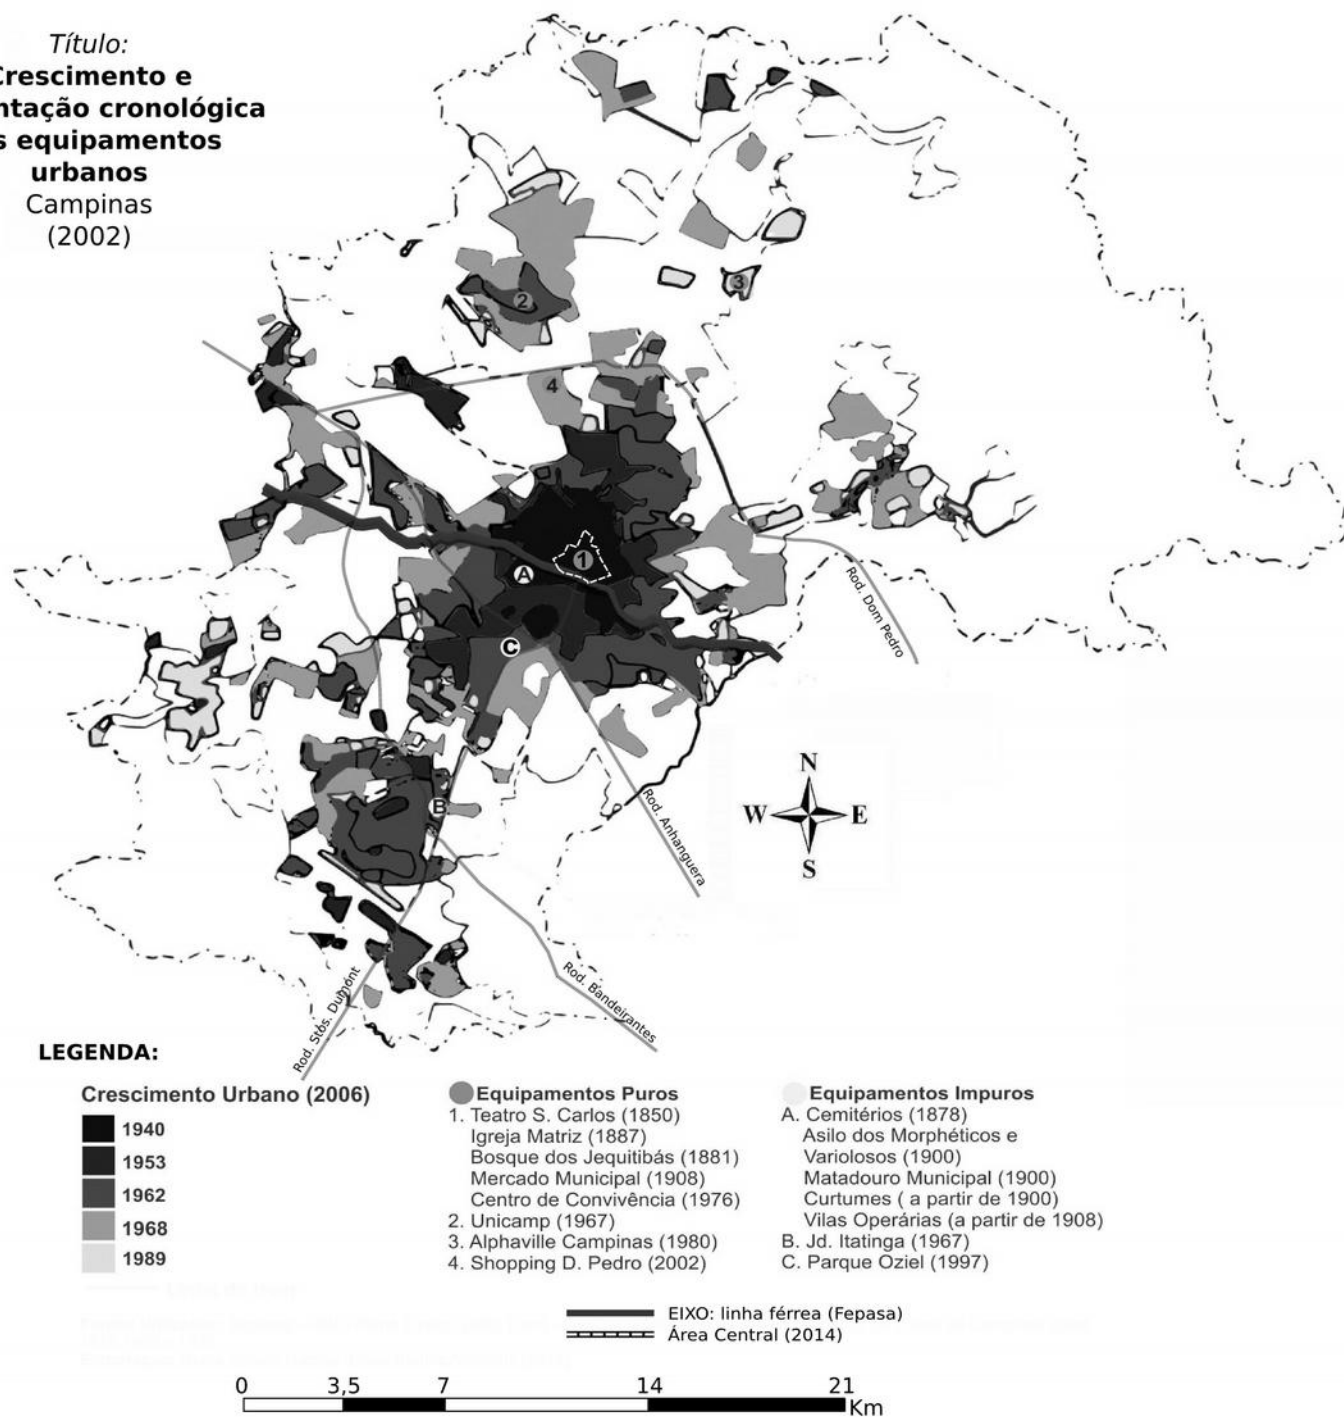 Título:
Crescimento e
ntação cronológica
s equipamentos
urbanos
Campinas
(2002)
2
3
4
1
A
C
B
Rod. Dom Pedro
N
W E
S
Rod. Anhanguera
Rod. Bandeirantes
Rod. Stos. Dumont
LEGENDA:
Crescimento Urbano (2006)
1940
1953
1962
1968
1989
Equipamentos Puros
1. Teatro S. Carlos (1850)
Igreja Matriz (1887)
Bosque dos Jequitibás (1881)
Mercado Municipal (1908)
Centro de Convivência (1976)
2. Unicamp (1967)
3. Alphaville Campinas (1980)
4. Shopping D. Pedro (2002)
Equipamentos Impuros
A. Cemitérios (1878)
Asilo dos Morphéticos e
Variolosos (1900)
Matadouro Municipal (1900)
Curtumes ( a partir de 1900)
Vilas Operárias (a partir de 1908)
B. Jd. Itatinga (1967)
C. Parque Oziel (1997)
EIXO: linha férrea (Fepasa)
Área Central (2014)
0 3,5 7 14 21
Km